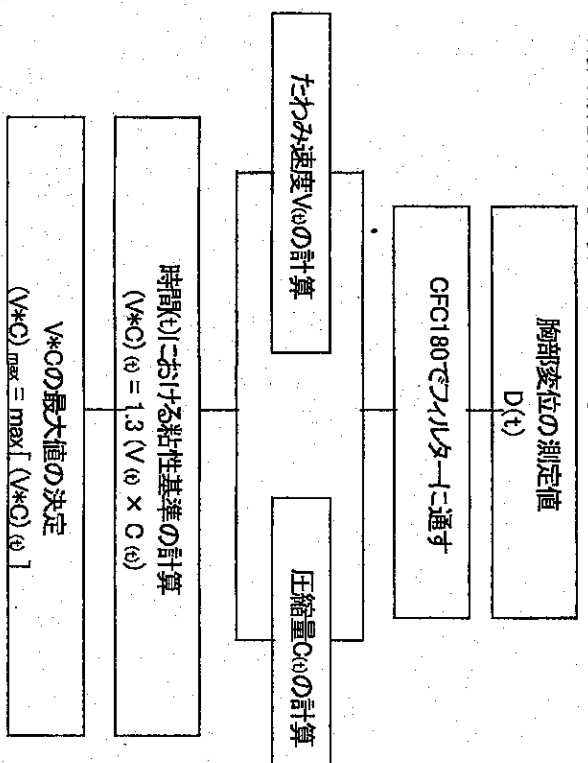 胸部変位の測定値
D(t)
CFC180でフィルターに通す
たわみ速度V(t)の計算
圧縮量C(t)の計算
時間(t)における粘性基準の計算
(V*C)(t) = 1.3 (V(t) × C(t))
V*Cの最大値の決定
(V*C)max = max[(V*C)(t)]